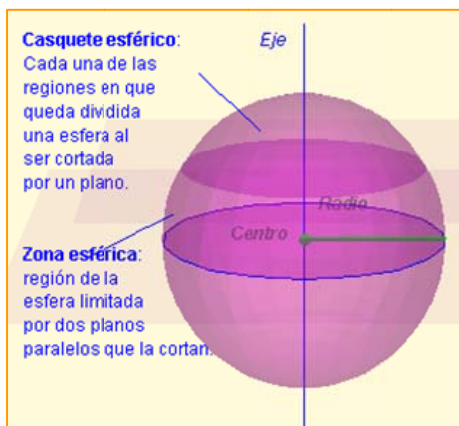 Casquete esférico:
Cada una de las
regiones en que
queda dividida
una esfera al
ser cortada
por un plano.
Eje
Radio
Centro
Zona esférica:
región de la
esfera limitada
por dos planos
paralelos que la cortan.